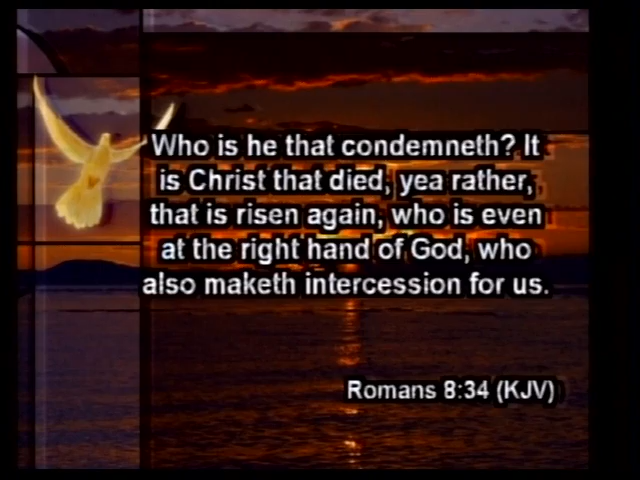 Who is he that condemneth? It
is Christ that died, yea rather,
that is risen again, who is even
at the right hand of God, who
also maketh intercession for us.
Romans 8:34 (KJV)